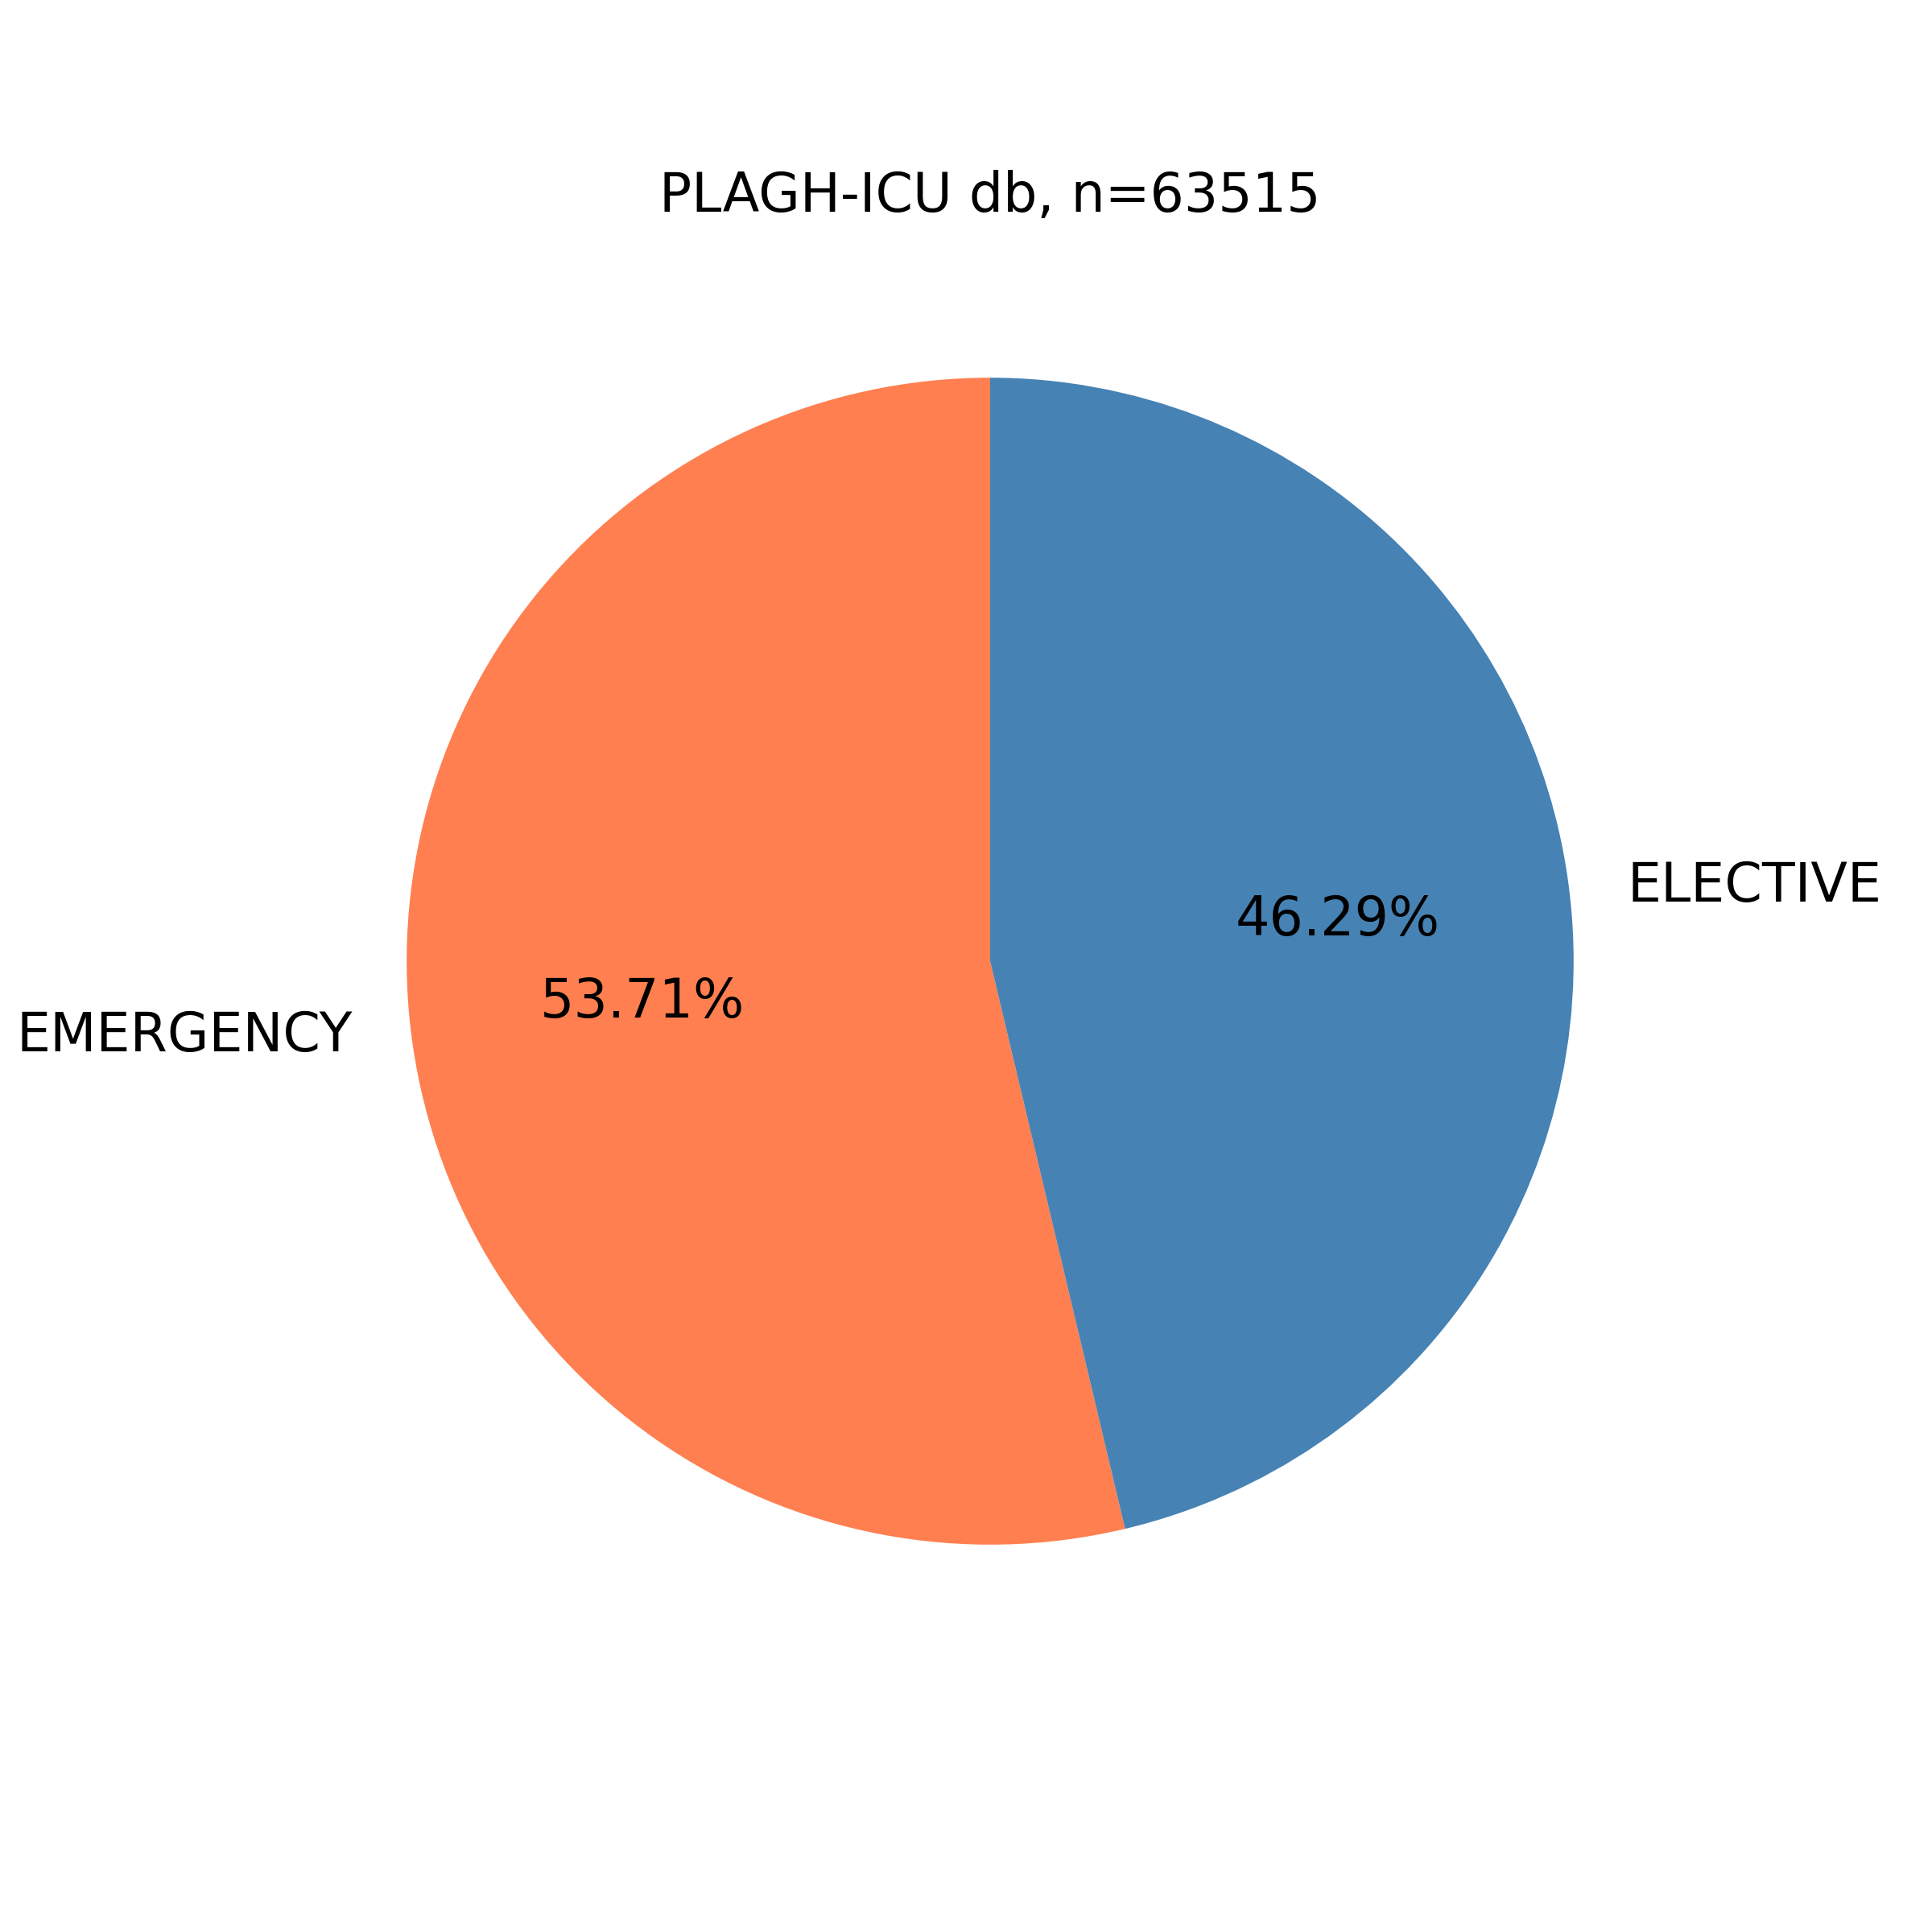 PLAGH-ICU db, n=63515
ELECTIVE
46.29%
53.71%
EMERGENCY